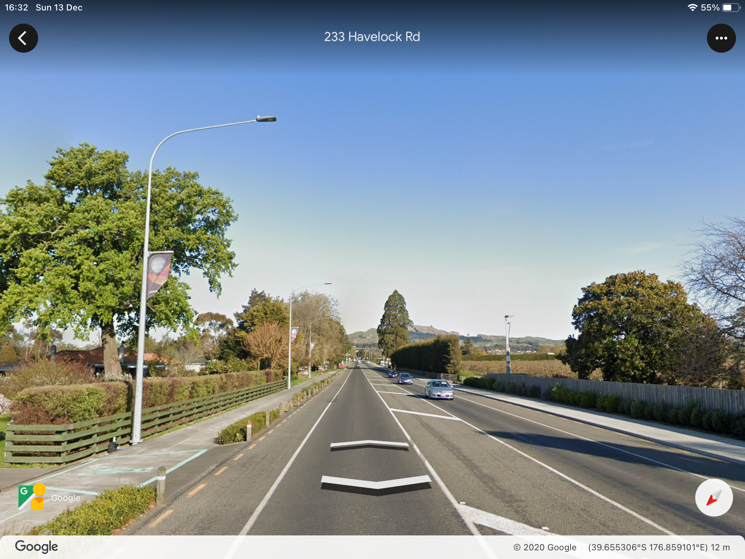 16:32 Sun 13 Dec
55%
233 Havelock Rd
G
Google
Google
© 2020 Google
(39.655306°S 176.859101°E) 12 m